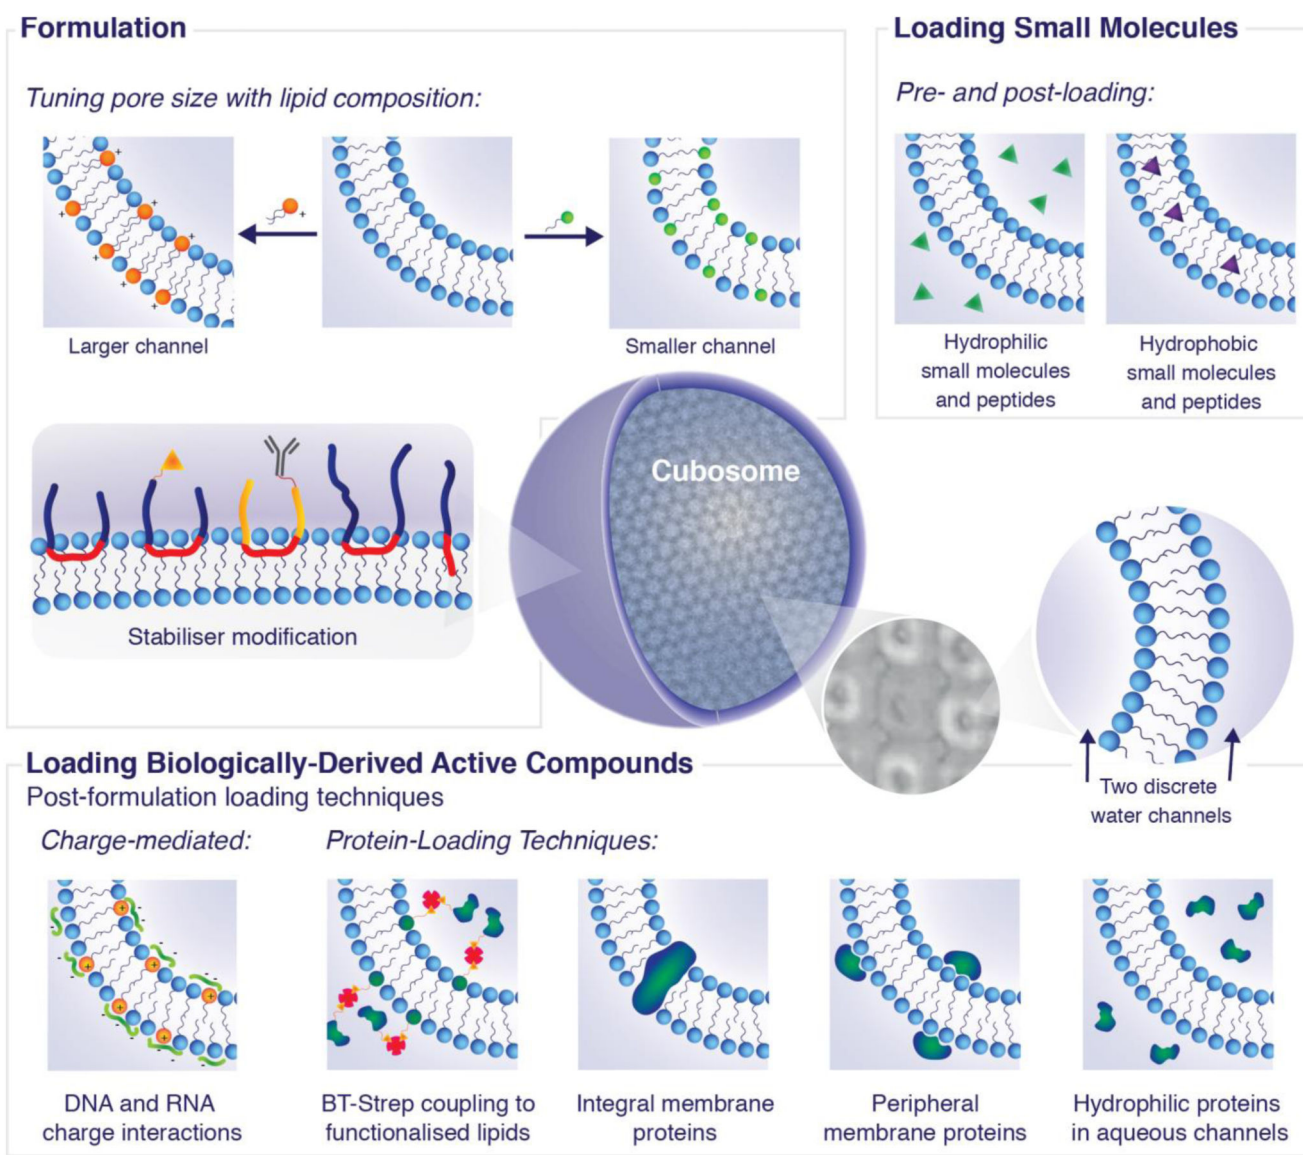 Formulation
Tuning pore size with lipid composition:
+
+
+
+
+
+
+
+
+
Larger channel
Smaller channel
Loading Small Molecules
Pre- and post-loading:
Hydrophilic
small molecules
and peptides
Hydrophobic
small molecules
and peptides
Stabiliser modification
Cubosome
Two discrete
water channels
Loading Biologically-Derived Active Compounds
Post-formulation loading techniques
Charge-mediated:
Protein-Loading Techniques:
DNA and RNA
charge interactions
BT-Strep coupling to
functionalised lipids
Integral membrane
proteins
Peripheral
membrane proteins
Hydrophilic proteins
in aqueous channels